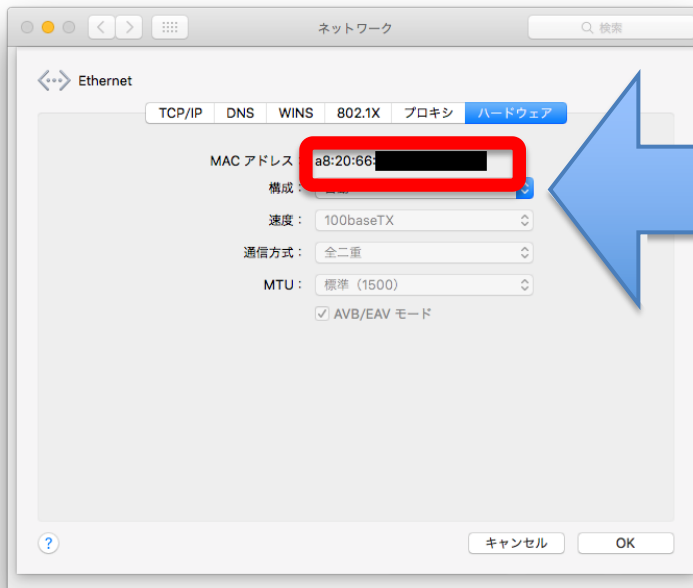 ネットワーク
検索
Ethernet
TCP/IP DNS WINS 802.1X プロキシ ハードウェア
MAC アドレス： a8:20:66:
構成：
速度： 100baseTX
通信方式： 全二重
MTU： 標準（1500）
AVB/EAV モード
? キャンセル OK